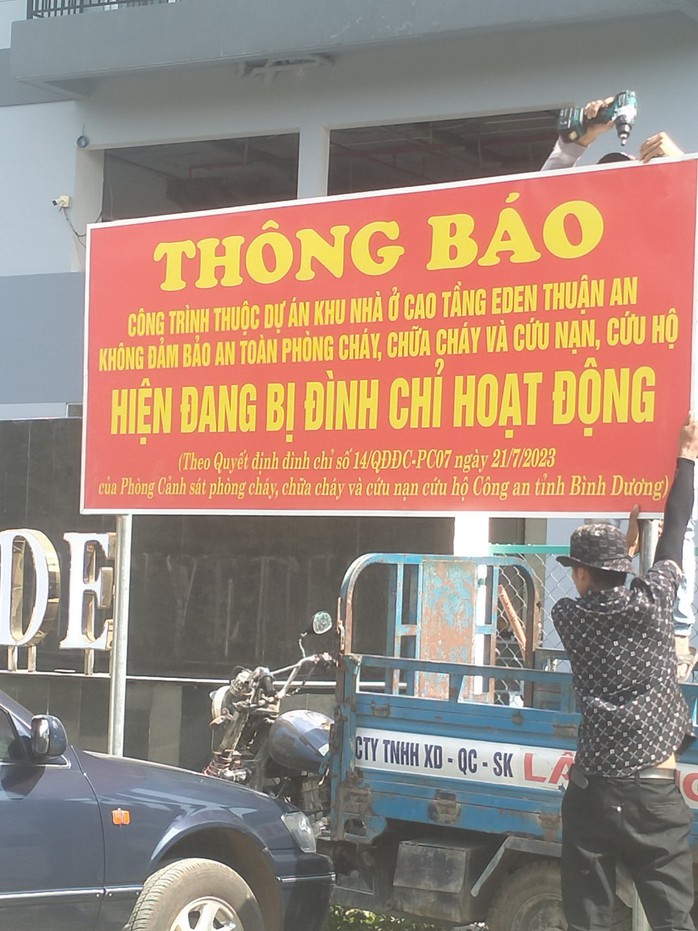 THÔNG BÁO
CÔNG TRÌNH THUỘC DỰ ÁN KHU NHÀ Ở CAO TẦNG EDEN THUẬN AN
KHÔNG ĐẢM BẢO AN TOÀN PHÒNG CHÁY, CHỮA CHÁY VÀ CỨU NẠN, CỨU HỘ
HIỆN ĐANG BỊ ĐÌNH CHỈ HOẠT ĐỘNG
(Theo Quyết định đình chỉ số 14/QĐĐC-PC07 ngày 21/7/2023
của Phòng Cảnh sát phòng cháy, chữa cháy và cứu nạn cứu hộ Công an tỉnh Bình Dương)
DE
CTY TNHH XD - QC - SK